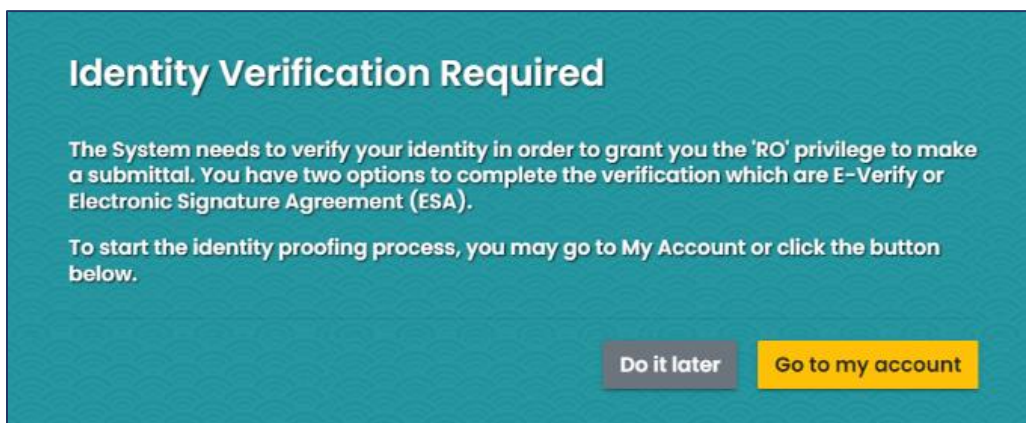 Identity Verification Required
The System needs to verify your identity in order to grant you the 'RO' privilege to make
a submittal. You have two options to complete the verification which are E-Verify or
Electronic Signature Agreement (ESA).
To start the identity proofing process, you may go to My Account or click the button
below.
Do it later
Go to my account